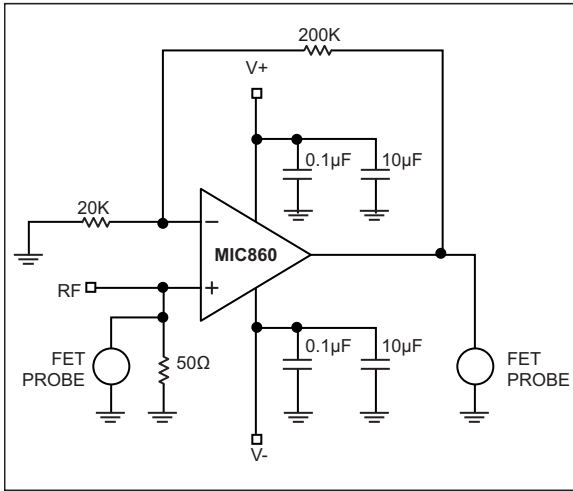 200K
V+
0.1µF
10µF
20K
−
MIC860
RF
+
FET
PROBE
50Ω
0.1µF
10µF
FET
PROBE
V-